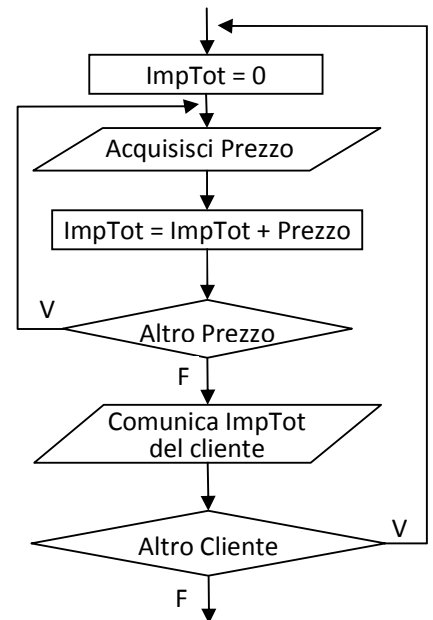 ImpTot = 0
Acquisisci Prezzo
ImpTot = ImpTot + Prezzo
V
Altro Prezzo
F
Comunica ImpTot
del cliente
V
Altro Cliente
F